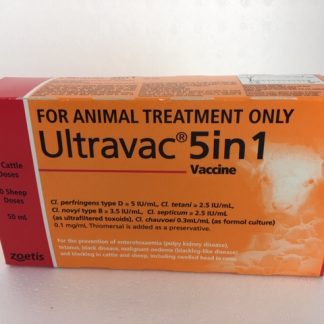 FOR ANIMAL TREATMENT ONLY
Ultravac® 5in1
Vaccine
Cattle
Doses
Sheep
Doses
50 mL
Cl. perfringens type D ≥ 5 IU/mL, Cl. tetani ≥ 2.5 IU/mL,
Cl. novyi type B ≥ 3.5 IU/mL, Cl. septicum ≥ 2.5 IU/mL
(as ultrafiltered toxoids), Cl. chauvoei 0.3mL/mL (as formol culture)
0.1 mg/mL Thiomersal is added as a preservative.
For the prevention of enterotoxaemia (pulpy kidney disease),
tetanus, black disease, malignant oedema (blackleg-like disease)
and blackleg in cattle and sheep, including swelled head in rams
zoetis